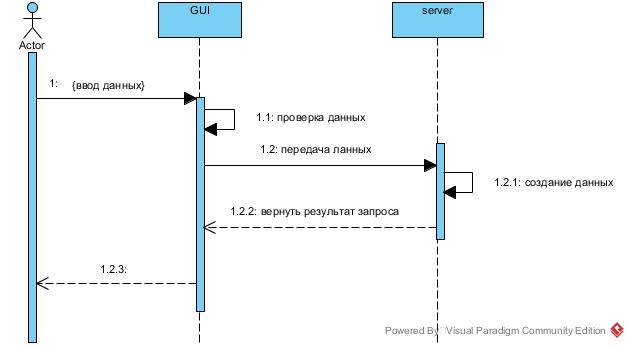 GUI
server
Actor
1: {ввод данных}
1.1: проверка данных
1.2: передача ланных
1.2.1: создание данных
1.2.2: вернуть результат запроса
1.2.3:
Powered By Visual Paradigm Community Edition